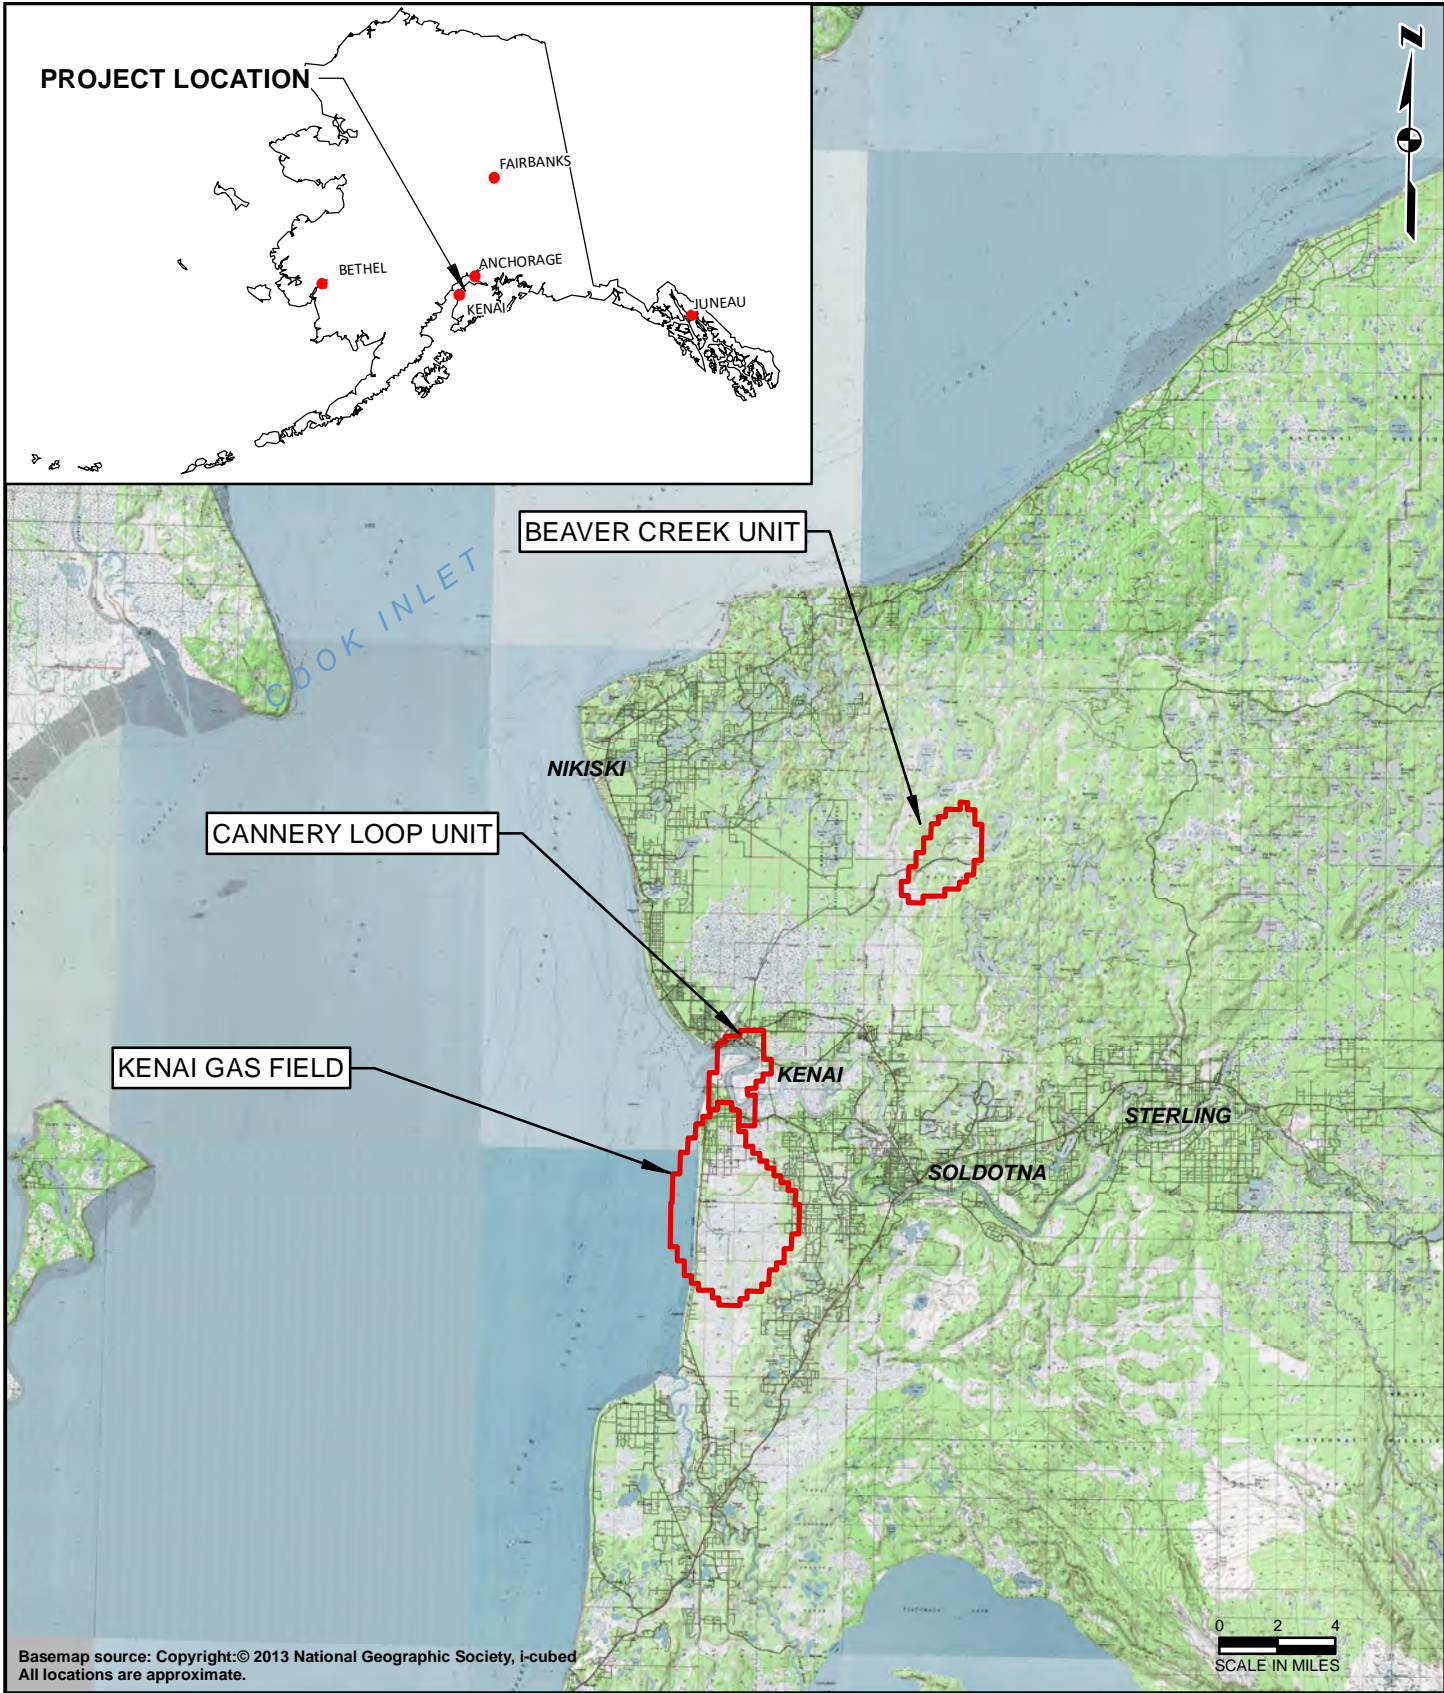 PROJECT LOCATION
FAIRBANKS
BETHEL
ANCHORAGE
KENAI
JUNEAU
N
BEAVER CREEK UNIT
COOK INLET
NIKISKI
CANNERY LOOP UNIT
KENAI GAS FIELD
KENAI
STERLING
SOLDOTNA
0 2 4
SCALE IN MILES
Basemap source: Copyright:© 2013 National Geographic Society, i-cubed
All locations are approximate.